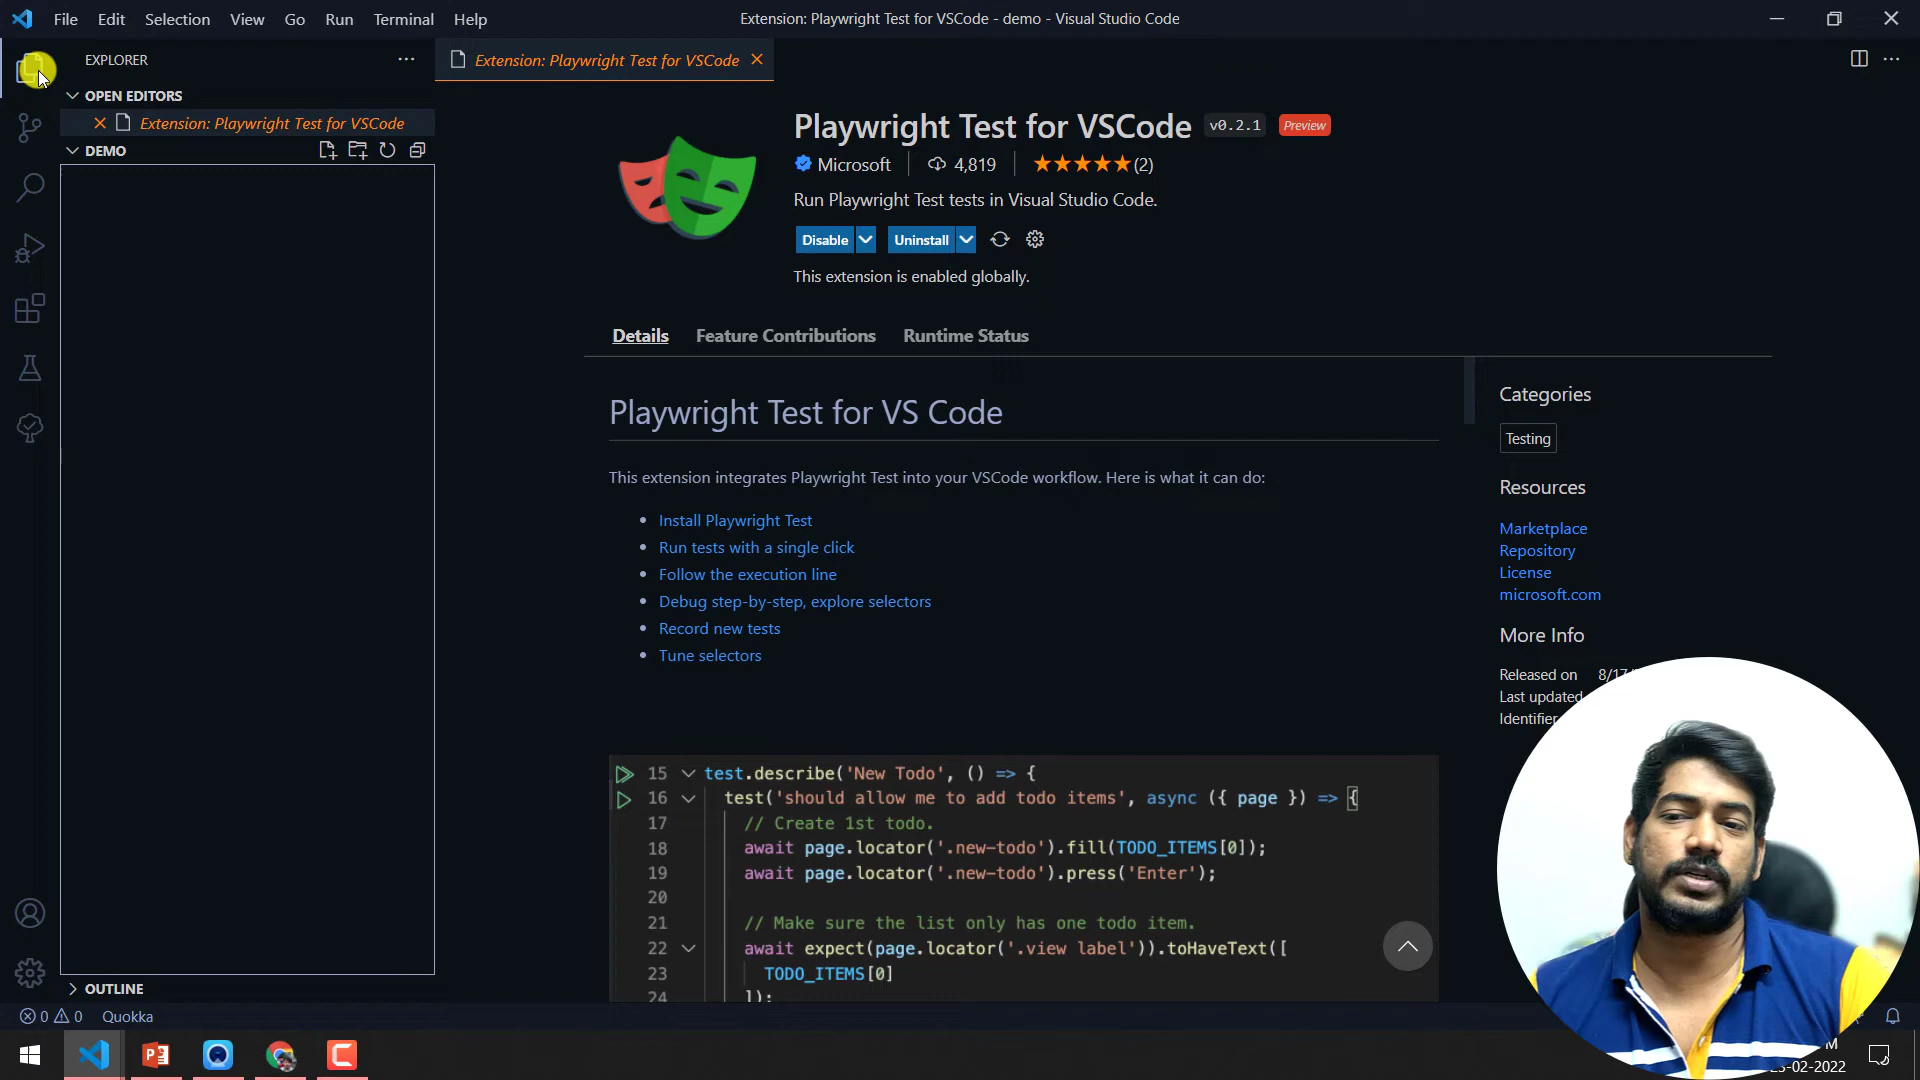 File Edit Selection View Go Run Terminal Help
Extension: Playwright Test for VSCode - demo - Visual Studio Code
EXPLORER
OPEN EDITORS
Extension: Playwright Test for VSCode
DEMO
OUTLINE
Extension: Playwright Test for VSCode
Playwright Test for VSCode v0.2.1 Preview
Microsoft 4,819 (2)
Run Playwright Test tests in Visual Studio Code.
Disable Uninstall
This extension is enabled globally.
Details Feature Contributions Runtime Status
Playwright Test for VS Code
This extension integrates Playwright Test into your VSCode workflow. Here is what it can do:
Install Playwright Test
Run tests with a single click
Follow the execution line
Debug step-by-step, explore selectors
Record new tests
Tune selectors
15 test.describe('New Todo', () => {
16 test('should allow me to add todo items', async ({ page }) => {
17 // Create 1st todo.
18 await page.locator('.new-todo').fill(TODO_ITEMS[0]);
19 await page.locator('.new-todo').press('Enter');
20
21 // Make sure the list only has one todo item.
22 await expect(page.locator('.view label')).toHaveText([
23 TODO_ITEMS[0]
24 ]);
Categories
Testing
Resources
Marketplace
Repository
License
microsoft.com
More Info
Released on 8/17/
Last updated
Identifier
0 0 Quokka
M
-02-2022